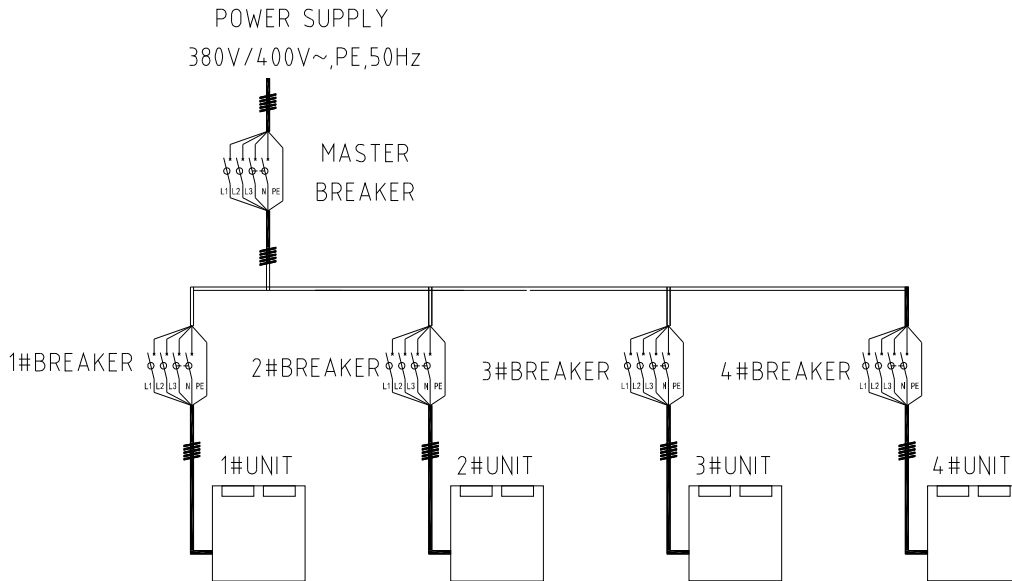 POWER SUPPLY
380V/400V~,PE,50Hz
MASTER
BREAKER
L1 L2 L3 N PE
1#BREAKER
L1 L2 L3 N PE
2#BREAKER
L1 L2 L3 N PE
3#BREAKER
L1 L2 L3 N PE
4#BREAKER
L1 L2 L3 N PE
1#UNIT
2#UNIT
3#UNIT
4#UNIT